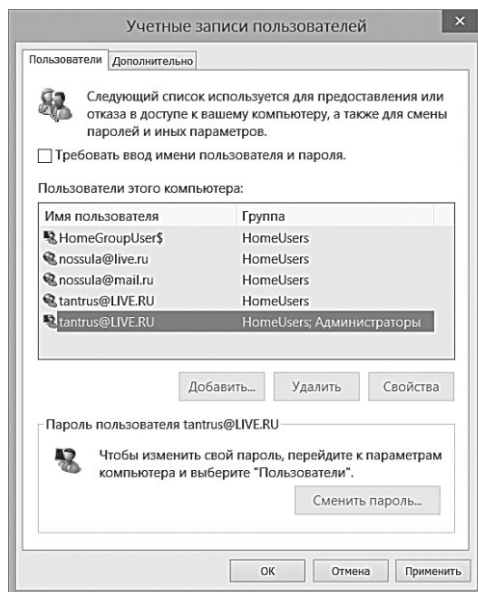 Учетные записи пользователей
Пользователи Дополнительно
Следующий список используется для предоставления или
отказа в доступе к вашему компьютеру, а также для смены
паролей и иных параметров.
Требовать ввод имени пользователя и пароля.
Пользователи этого компьютера:
Имя пользователя Группа
HomeGroupUser$ HomeUsers
nossula@live.ru HomeUsers
nossula@mail.ru HomeUsers
tantrus@LIVE.RU HomeUsers
tantrus@LIVE.RU HomeUsers; Администраторы
Добавить... Удалить Свойства
Пароль пользователя tantrus@LIVE.RU
Чтобы изменить свой пароль, перейдите к параметрам
компьютера и выберите "Пользователи".
Сменить пароль...
ОК Отмена Применить